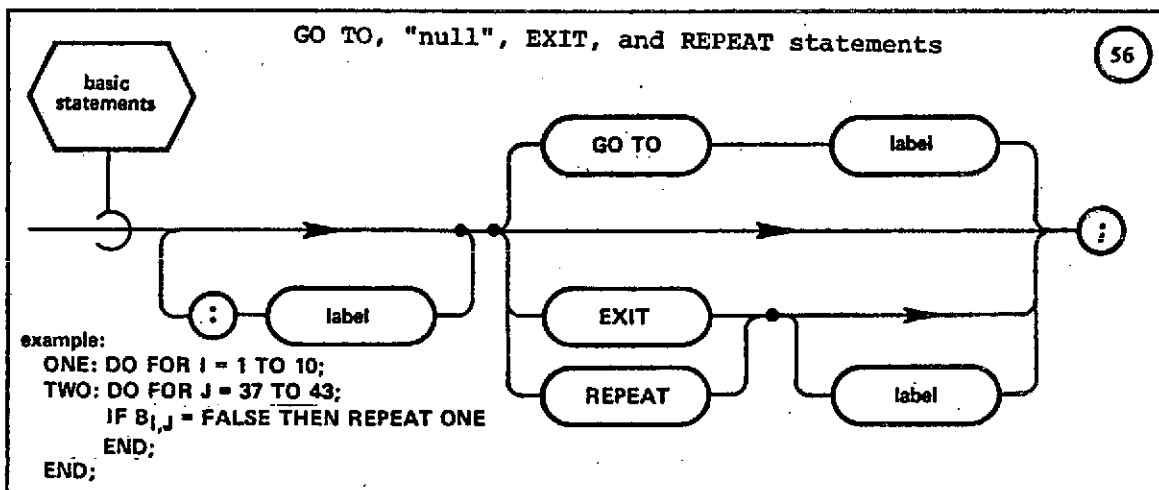 GO TO, "null", EXIT, and REPEAT statements
56
basic
statements
GO TO
label
;
:
label
EXIT
REPEAT
label
example:
ONE: DO FOR I = 1 TO 10;
TWO: DO FOR J = 37 TO 43;
IF B I,J = FALSE THEN REPEAT ONE
END;
END;